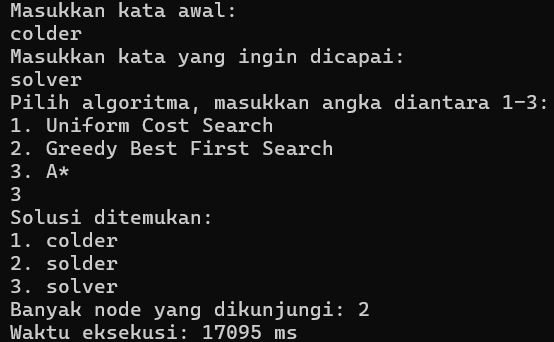 Masukkan kata awal:
colder
Masukkan kata yang ingin dicapai:
solver
Pilih algoritma, masukkan angka diantara 1-3:
1. Uniform Cost Search
2. Greedy Best First Search
3. A*
3
Solusi ditemukan:
1. colder
2. solder
3. solver
Banyak node yang dikunjungi: 2
Waktu eksekusi: 17095 ms